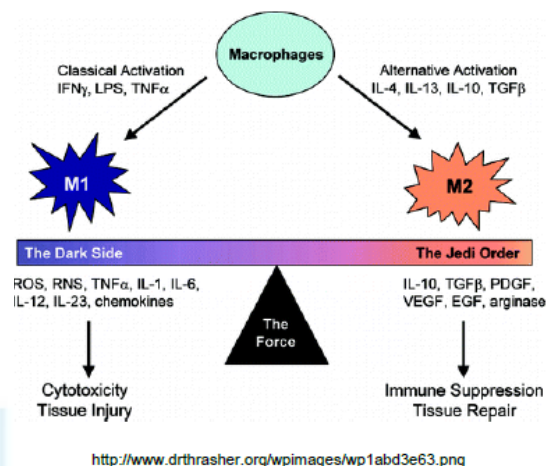 Macrophages
Classical Activation
IFNγ, LPS, TNFα
Alternative Activation
IL-4, IL-13, IL-10, TGFβ
M1
M2
The Dark Side
The Jedi Order
ROS, RNS, TNFα, IL-1, IL-6,
IL-12, IL-23, chemokines
The
Force
IL-10, TGFβ, PDGF,
VEGF, EGF, arginase
Cytotoxicity
Tissue Injury
Immune Suppression
Tissue Repair
http://www.drthrasher.org/wpimages/wp1abd3e63.png